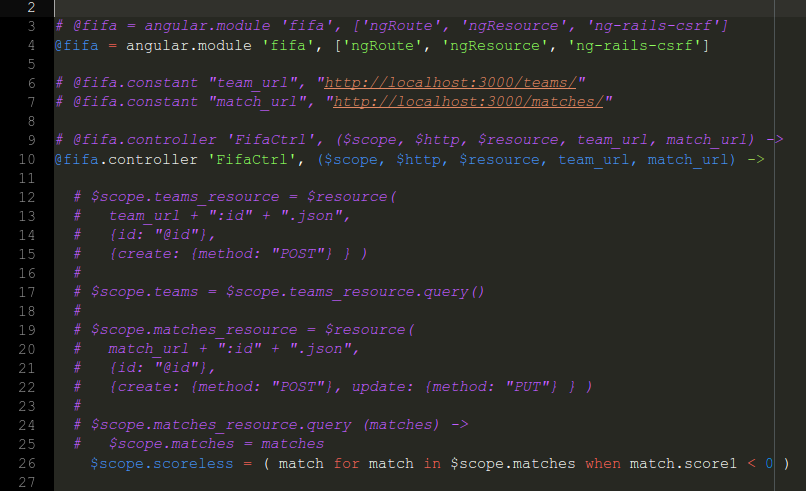 2
3 # @fifa = angular.module 'fifa', ['ngRoute', 'ngResource', 'ng-rails-csrf']
4 @fifa = angular.module 'fifa', ['ngRoute', 'ngResource', 'ng-rails-csrf']
5
6 # @fifa.constant "team_url", "http://localhost:3000/teams/"
7 # @fifa.constant "match_url", "http://localhost:3000/matches/"
8
9 # @fifa.controller 'FifaCtrl', ($scope, $http, $resource, team_url, match_url) ->
10 @fifa.controller 'FifaCtrl', ($scope, $http, $resource, team_url, match_url) ->
11
12 # $scope.teams_resource = $resource(
13 # team_url + ":id" + ".json",
14 # {id: "@id"},
15 # {create: {method: "POST"} } )
16 #
17 # $scope.teams = $scope.teams_resource.query()
18 #
19 # $scope.matches_resource = $resource(
20 # match_url + ":id" + ".json",
21 # {id: "@id"},
22 # {create: {method: "POST"}, update: {method: "PUT"} } )
23 #
24 # $scope.matches_resource.query (matches) ->
25 # $scope.matches = matches
26 $scope.scoreless = ( match for match in $scope.matches when match.score1 < 0 )
27